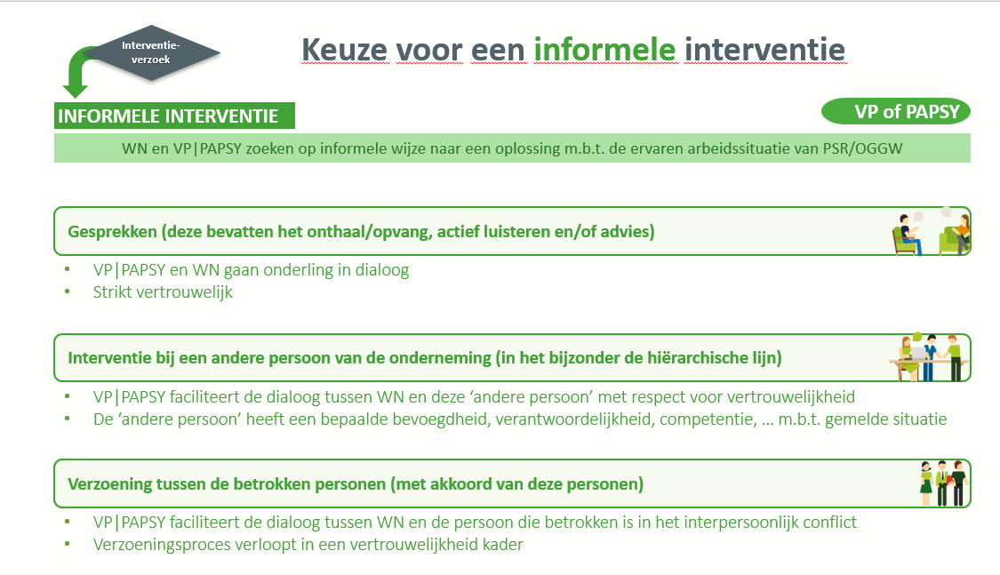 Interventie-
verzoek
Keuze voor een informele interventie
INFORMELE INTERVENTIE
VP of PAPSY
WN en VP|PAPSY zoeken op informele wijze naar een oplossing m.b.t. de ervaren arbeidssituatie van PSR/OGGW
Gesprekken (deze bevatten het onthaal/opvang, actief luisteren en/of advies)
• VP|PAPSY en WN gaan onderling in dialoog
• Strikt vertrouwelijk
Interventie bij een andere persoon van de onderneming (in het bijzonder de hiërarchische lijn)
• VP|PAPSY faciliteert de dialoog tussen WN en deze ‘andere persoon’ met respect voor vertrouwelijkheid
• De ‘andere persoon’ heeft een bepaalde bevoegdheid, verantwoordelijkheid, competentie, … m.b.t. gemelde situatie
Verzoening tussen de betrokken personen (met akkoord van deze personen)
• VP|PAPSY faciliteert de dialoog tussen WN en de persoon die betrokken is in het interpersoonlijk conflict
• Verzoeningsproces verloopt in een vertrouwelijkheid kader